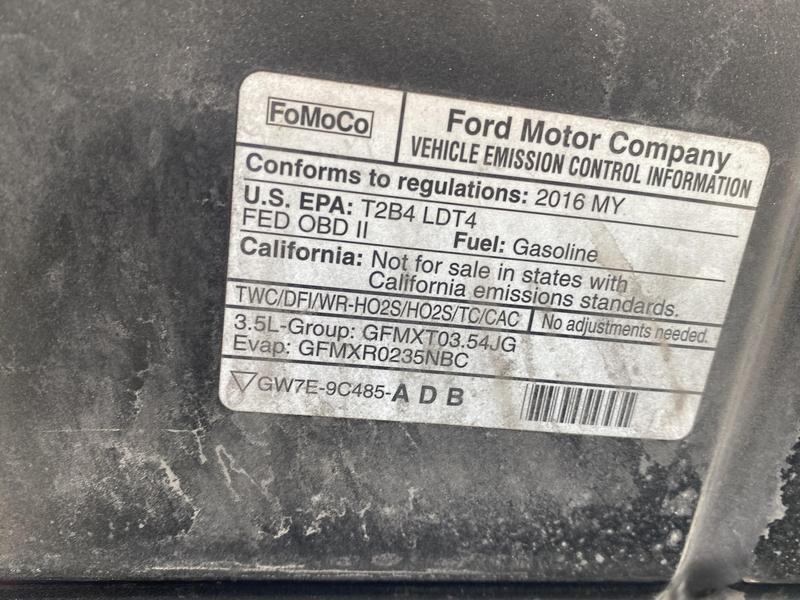 FoMoCo
Ford Motor Company
VEHICLE EMISSION CONTROL INFORMATION
Conforms to regulations: 2016 MY
U.S. EPA: T2B4 LDT4
FED OBD II Fuel: Gasoline
California: Not for sale in states with
California emissions standards.
TWC/DFI/WR-HO2S/HO2S/TC/CAC No adjustments needed.
3.5L-Group: GFMXT03.54JG
Evap: GFMXR0235NBC
GW7E-9C485-A D B